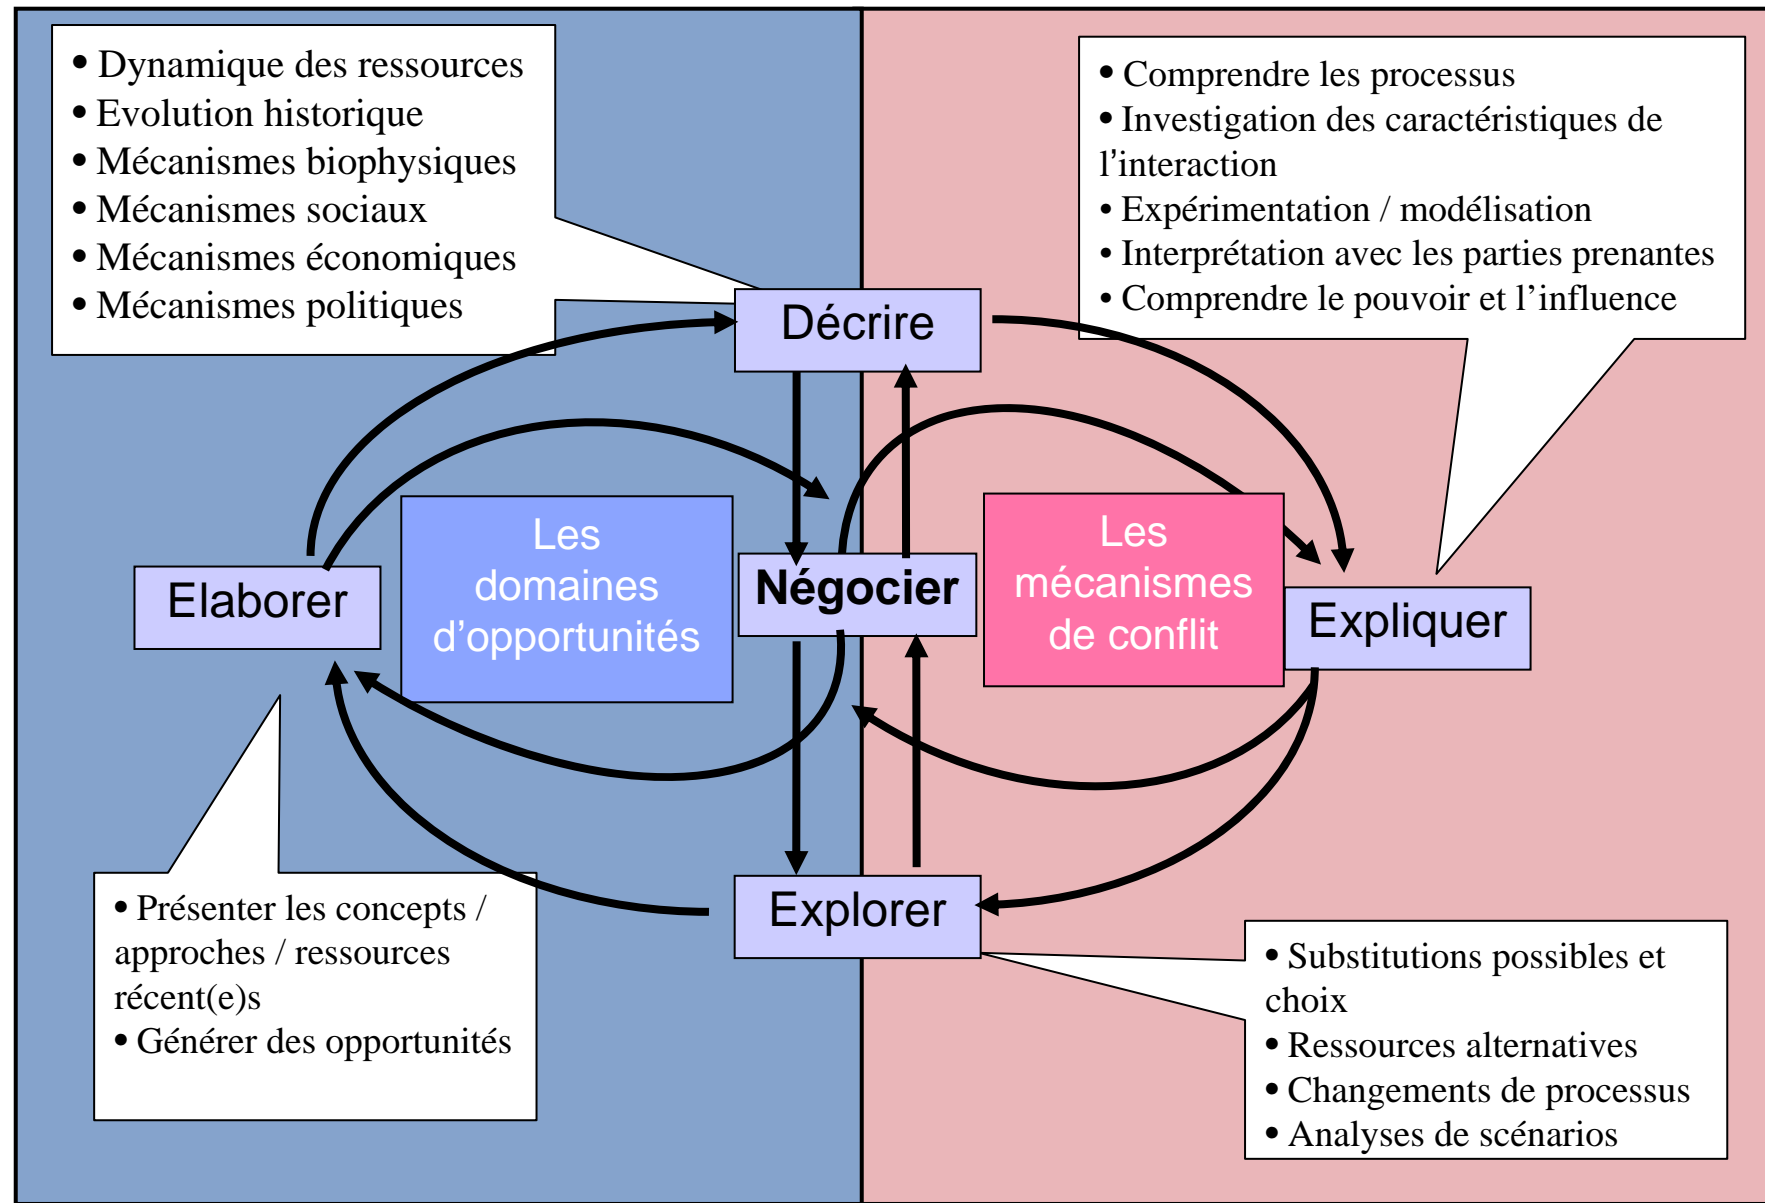 • Dynamique des ressources
• Evolution historique
• Mécanismes biophysiques
• Mécanismes sociaux
• Mécanismes économiques
• Mécanismes politiques
• Comprendre les processus
• Investigation des caractéristiques de
l'interaction
• Expérimentation / modélisation
• Interprétation avec les parties prenantes
• Comprendre le pouvoir et l'influence
Décrire
Les
domaines
d'opportunités
Les
mécanismes
de conflit
Elaborer
Négocier
Expliquer
Explorer
• Présenter les concepts /
approches / ressources
récent(e)s
• Générer des opportunités
• Substitutions possibles et
choix
• Ressources alternatives
• Changements de processus
• Analyses de scénarios